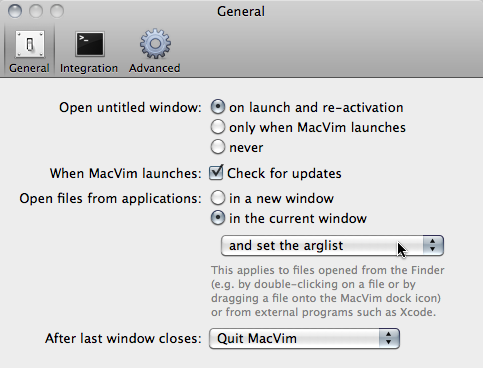 General
General Integration Advanced
Open untitled window: on launch and re-activation
only when MacVim launches
never
When MacVim launches: Check for updates
Open files from applications: in a new window
in the current window
and set the arglist
This applies to files opened from the Finder
(e.g. by double-clicking on a file or by
dragging a file onto the MacVim dock icon)
or from external programs such as Xcode.
After last window closes: Quit MacVim